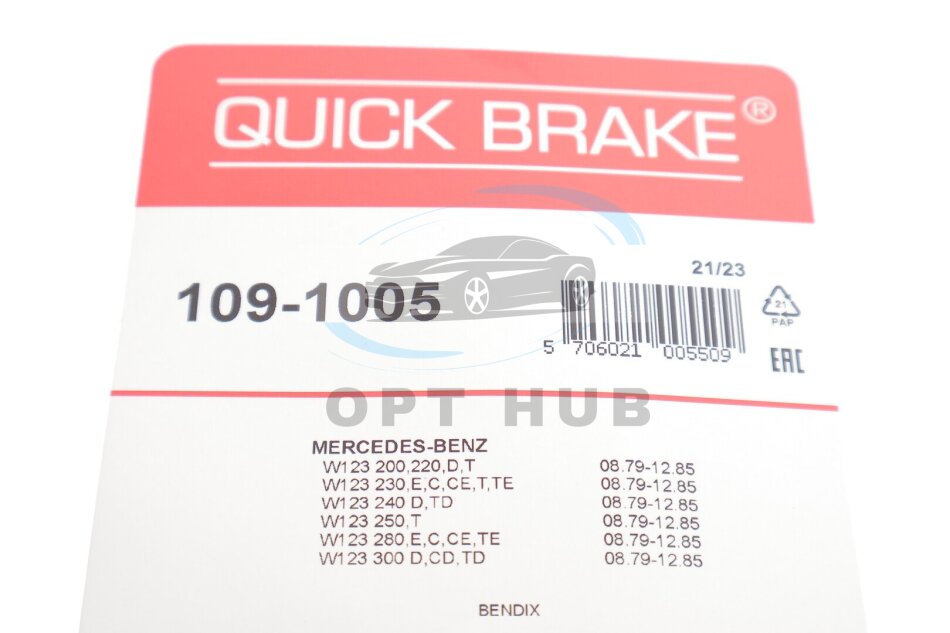 QUICK BRAKE®
21/23
109-1005
21
PAP
5 706021 005509
EAC
OPT HUB
MERCEDES-BENZ
W123 200,220,D,T 08.79-12.85
W123 230,E,C,CE,T,TE 08.79-12.85
W123 240 D,TD 08.79-12.85
W123 250,T 08.79-12.85
W123 280,E,C,CE,TE 08.79-12.85
W123 300 D,CD,TD 08.79-12.85
BENDIX